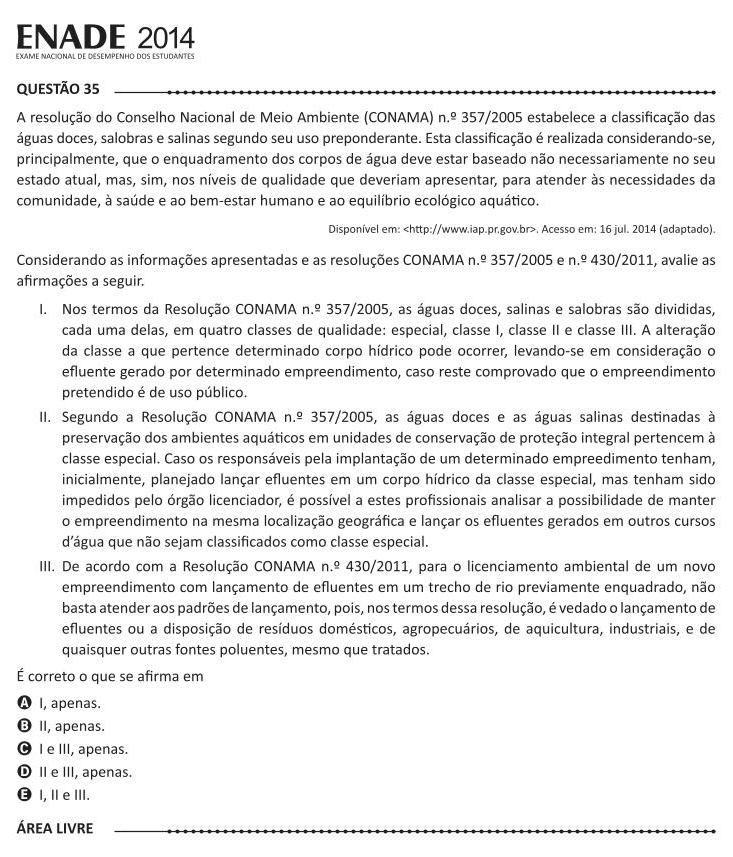 ENADE 2014
EXAME NACIONAL DE DESEMPENHO DOS ESTUDANTES
QUESTÃO 35
A resolução do Conselho Nacional de Meio Ambiente (CONAMA) n.º 357/2005 estabelece a classificação das
águas doces, salobras e salinas segundo seu uso preponderante. Esta classificação é realizada considerando-se,
principalmente, que o enquadramento dos corpos de água deve estar baseado não necessariamente no seu
estado atual, mas, sim, nos níveis de qualidade que deveriam apresentar, para atender às necessidades da
comunidade, à saúde e ao bem-estar humano e ao equilíbrio ecológico aquático.
Disponível em: <http://www.iap.pr.gov.br>. Acesso em: 16 jul. 2014 (adaptado).
Considerando as informações apresentadas e as resoluções CONAMA n.º 357/2005 e n.º 430/2011, avalie as
afirmações a seguir.
I. Nos termos da Resolução CONAMA n.º 357/2005, as águas doces, salinas e salobras são divididas,
cada uma delas, em quatro classes de qualidade: especial, classe I, classe II e classe III. A alteração
da classe a que pertence determinado corpo hídrico pode ocorrer, levando-se em consideração o
efluente gerado por determinado empreendimento, caso reste comprovado que o empreendimento
pretendido é de uso público.
II. Segundo a Resolução CONAMA n.º 357/2005, as águas doces e as águas salinas destinadas à
preservação dos ambientes aquáticos em unidades de conservação de proteção integral pertencem à
classe especial. Caso os responsáveis pela implantação de um determinado empreedimento tenham,
inicialmente, planejado lançar efluentes em um corpo hídrico da classe especial, mas tenham sido
impedidos pelo órgão licenciador, é possível a estes profissionais analisar a possibilidade de manter
o empreendimento na mesma localização geográfica e lançar os efluentes gerados em outros cursos
d'água que não sejam classificados como classe especial.
III. De acordo com a Resolução CONAMA n.º 430/2011, para o licenciamento ambiental de um novo
empreendimento com lançamento de efluentes em um trecho de rio previamente enquadrado, não
basta atender aos padrões de lançamento, pois, nos termos dessa resolução, é vedado o lançamento de
efluentes ou a disposição de resíduos domésticos, agropecuários, de aquicultura, industriais, e de
quaisquer outras fontes poluentes, mesmo que tratados.
É correto o que se afirma em
A I, apenas.
B II, apenas.
C I e III, apenas.
D II e III, apenas.
E I, II e III.
ÁREA LIVRE